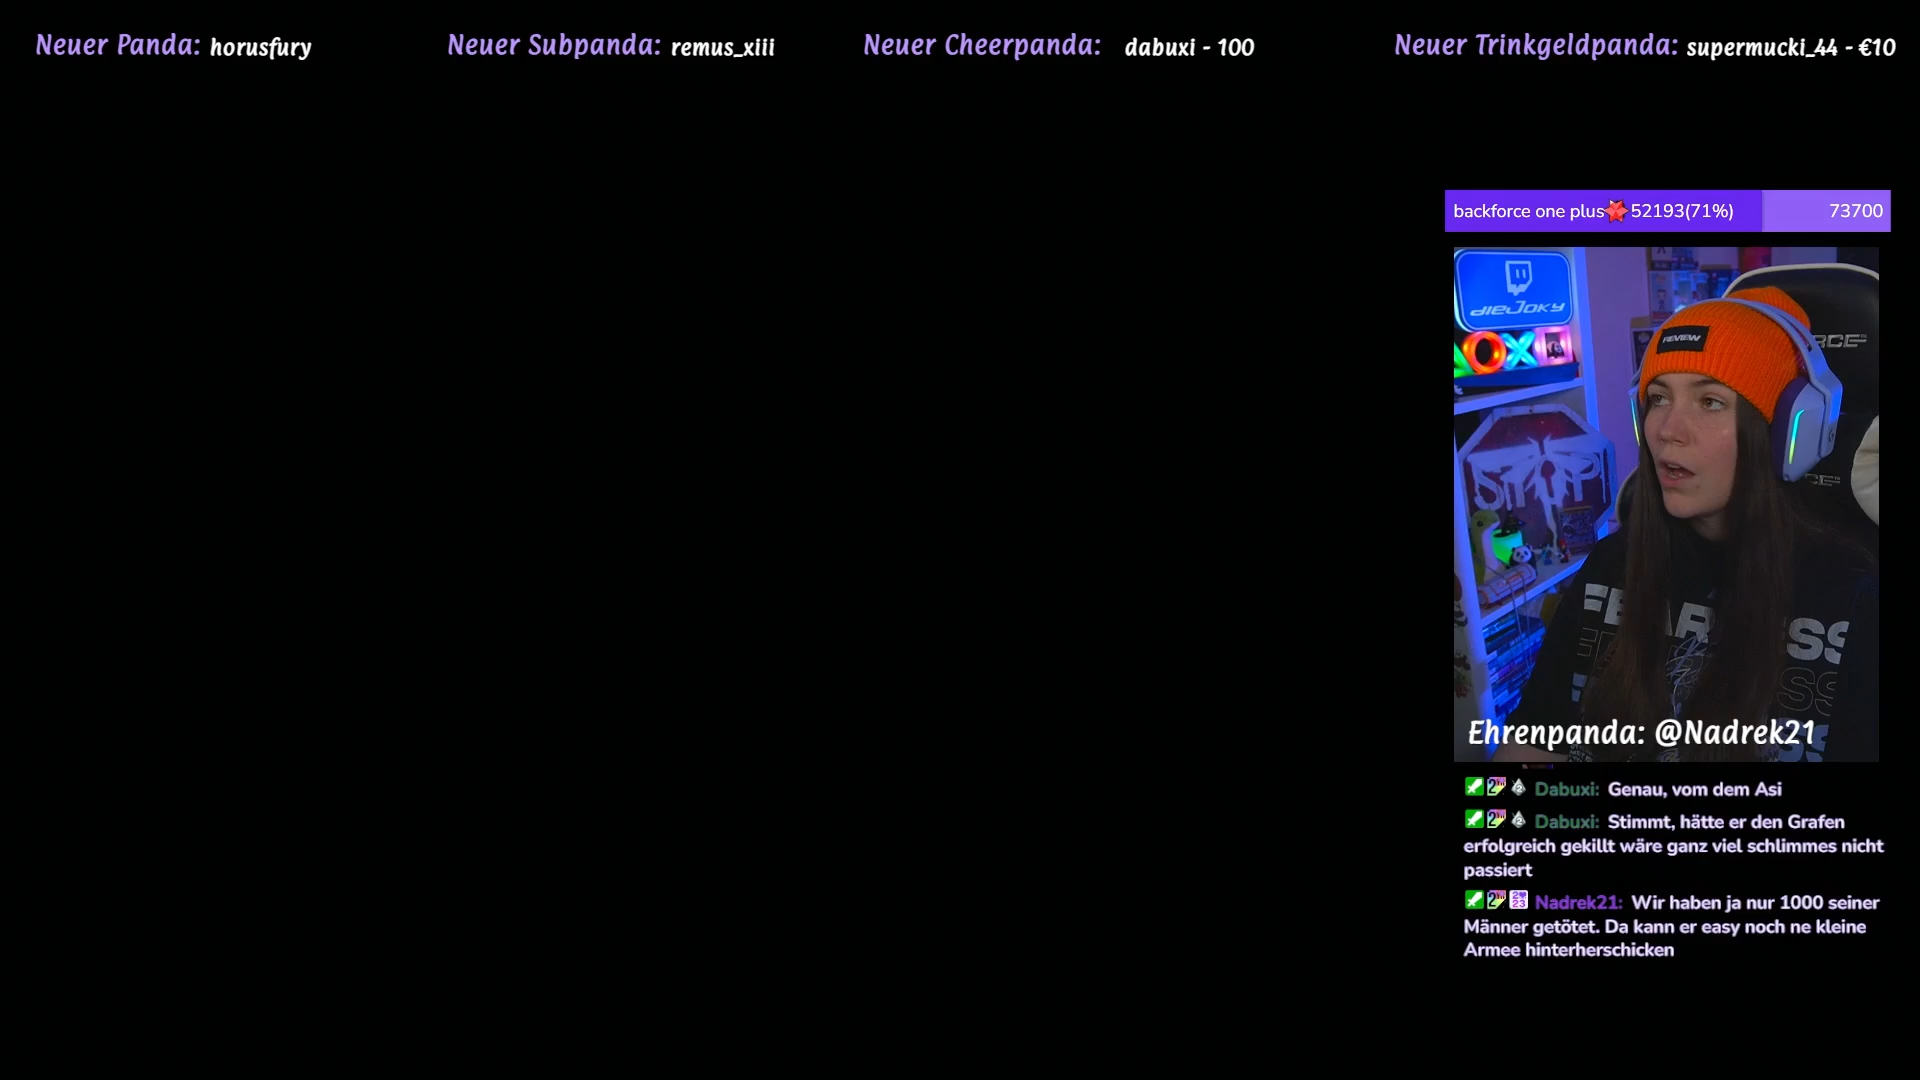 Neuer Panda: horusfury
Neuer Subpanda: remus_xiii
Neuer Cheerpanda: dabuxi - 100
Neuer Trinkgeldpanda: supermucki_44 - €10
backforce one plus 52193(71%) 73700
dieJoky
REVIEW
RCE
Ehrenpanda: @Nadrek21
Dabuxi: Genau, vom dem Asi
Dabuxi: Stimmt, hätte er den Grafen
erfolgreich gekillt wäre ganz viel schlimmes nicht
passiert
Nadrek21: Wir haben ja nur 1000 seiner
Männer getötet. Da kann er easy noch ne kleine
Armee hinterherschicken